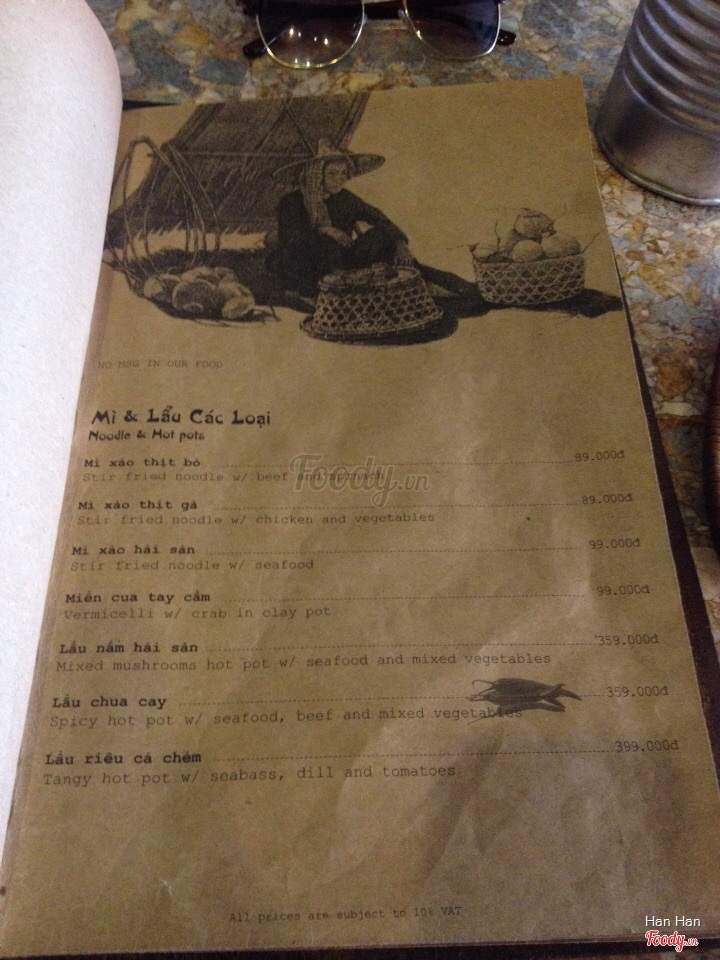 NO MSG IN OUR FOOD
Mì & Lẩu Các Loại
Noodle & Hot pots
Mì xào thịt bò 89.000đ
Stir fried noodle w/ beef and spinach
Foody.vn
Mì xào thịt gà 89.000đ
Stir fried noodle w/ chicken and vegetables
Mì xào hải sản 99.000đ
Stir fried noodle w/ seafood
Miến cua tay cầm 99.000đ
Vermicelli w/ crab in clay pot
Lẩu nấm hải sản 359.000đ
Mixed mushrooms hot pot w/ seafood and mixed vegetables
Lẩu chua cay 359.000đ
Spicy hot pot w/ seafood, beef and mixed vegetables
Lẩu riêu cá chẽm 399.000đ
Tangy hot pot w/ seabass, dill and tomatoes
All prices are subject to 10% VAT
Han Han
Foody.vn